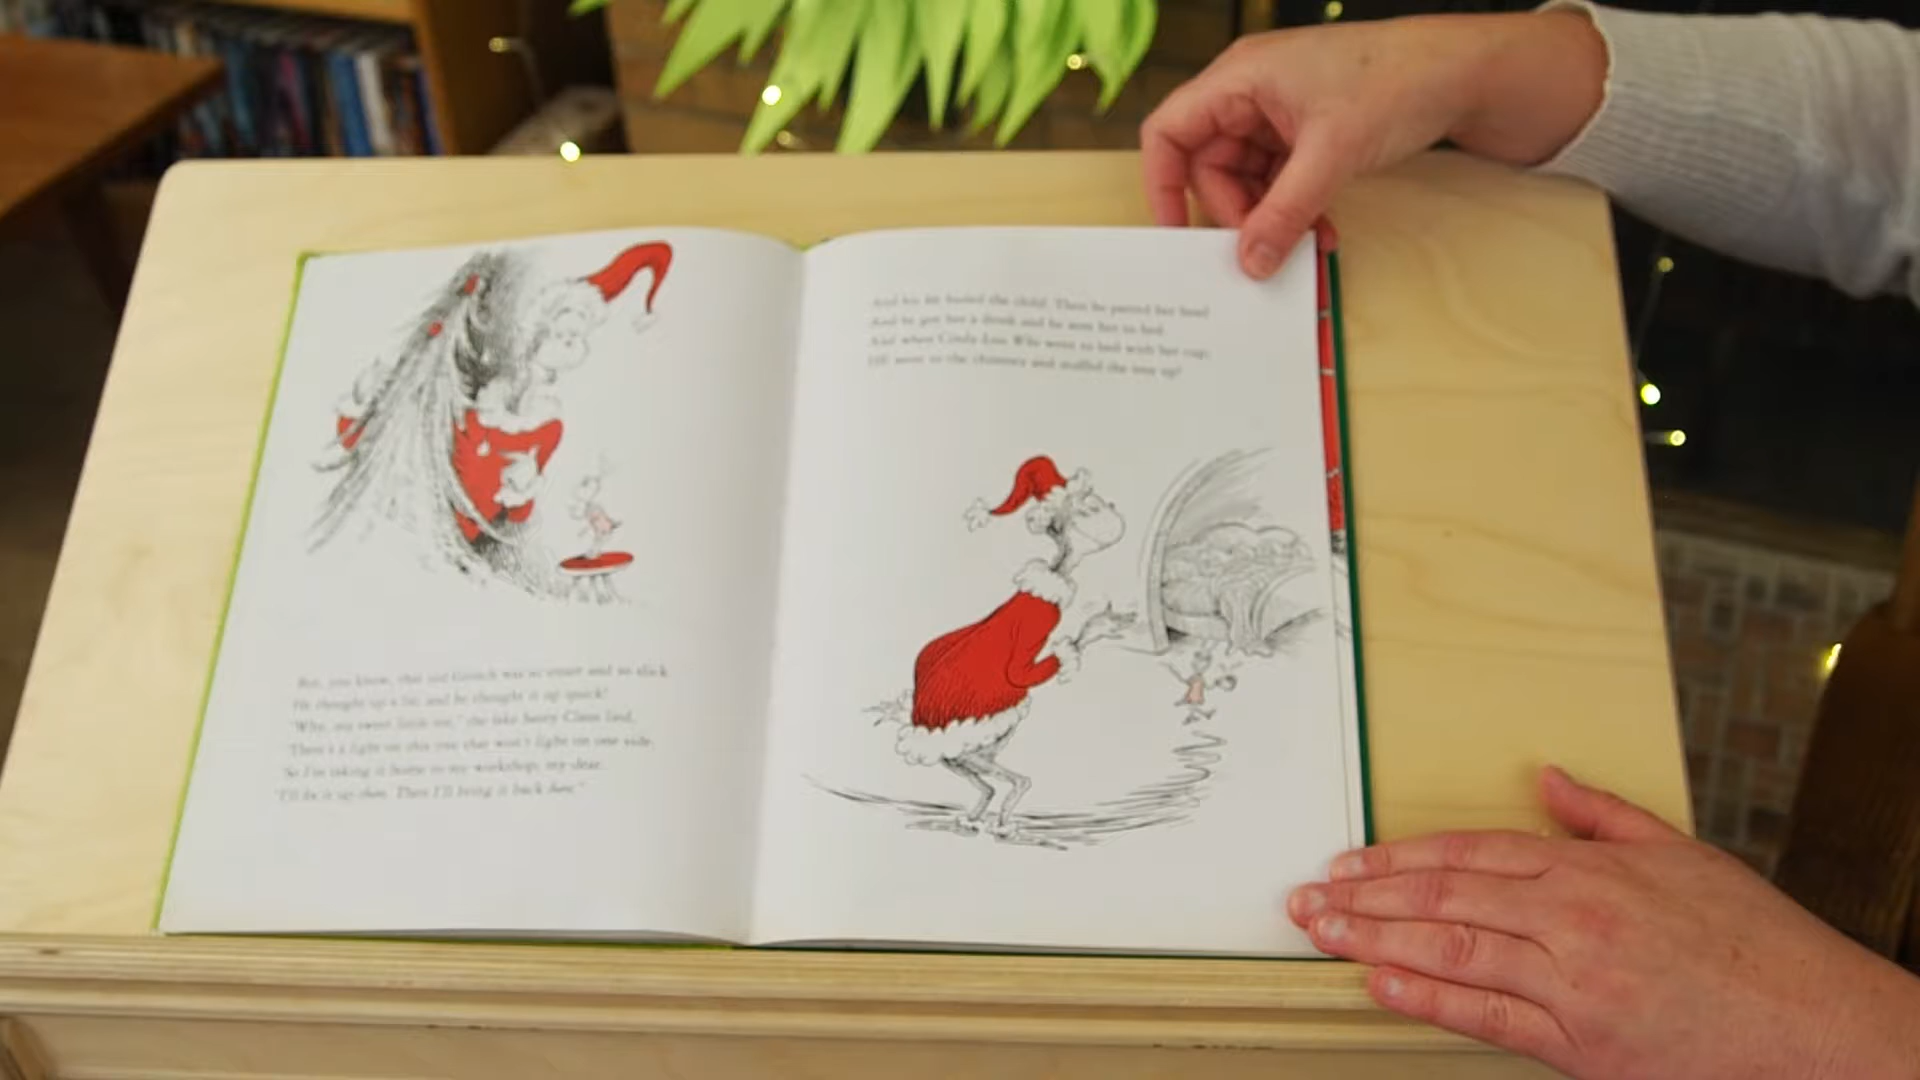 But, you know, that old Grinch was so smart and so slick
He thought up a lie, and he thought it up quick!
"Why, my sweet little tot," the fake Santy Claus lied,
"There's a light on this tree that won't light on one side.
"So I'm taking it home to my workshop, my dear.
"I'll fix it up there. Then I'll bring it back here."
And his fib fooled the child. Then he patted her head
And he got her a drink and he sent her to bed.
And when Cindy-Lou Who went to bed with her cup,
HE went to the chimney and stuffed the tree up!